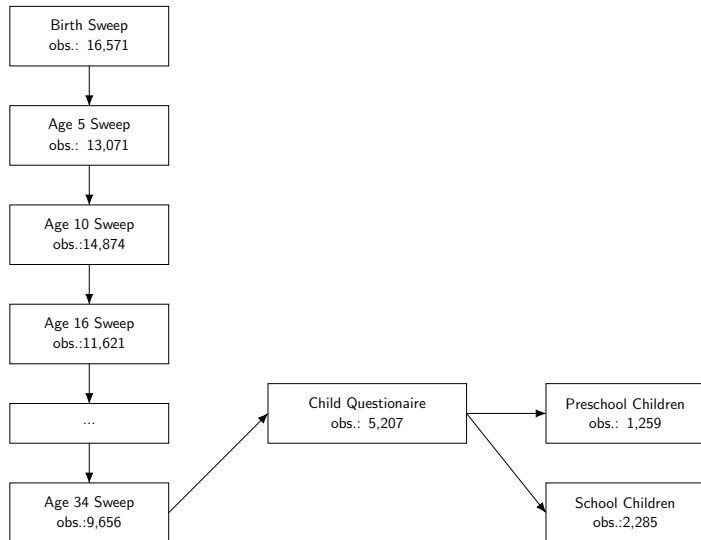 Birth Sweep
obs.: 16,571
Age 5 Sweep
obs.: 13,071
Age 10 Sweep
obs.:14,874
Age 16 Sweep
obs.:11,621
...
Age 34 Sweep
obs.:9,656
Child Questionaire
obs.: 5,207
Preschool Children
obs.: 1,259
School Children
obs.:2,285